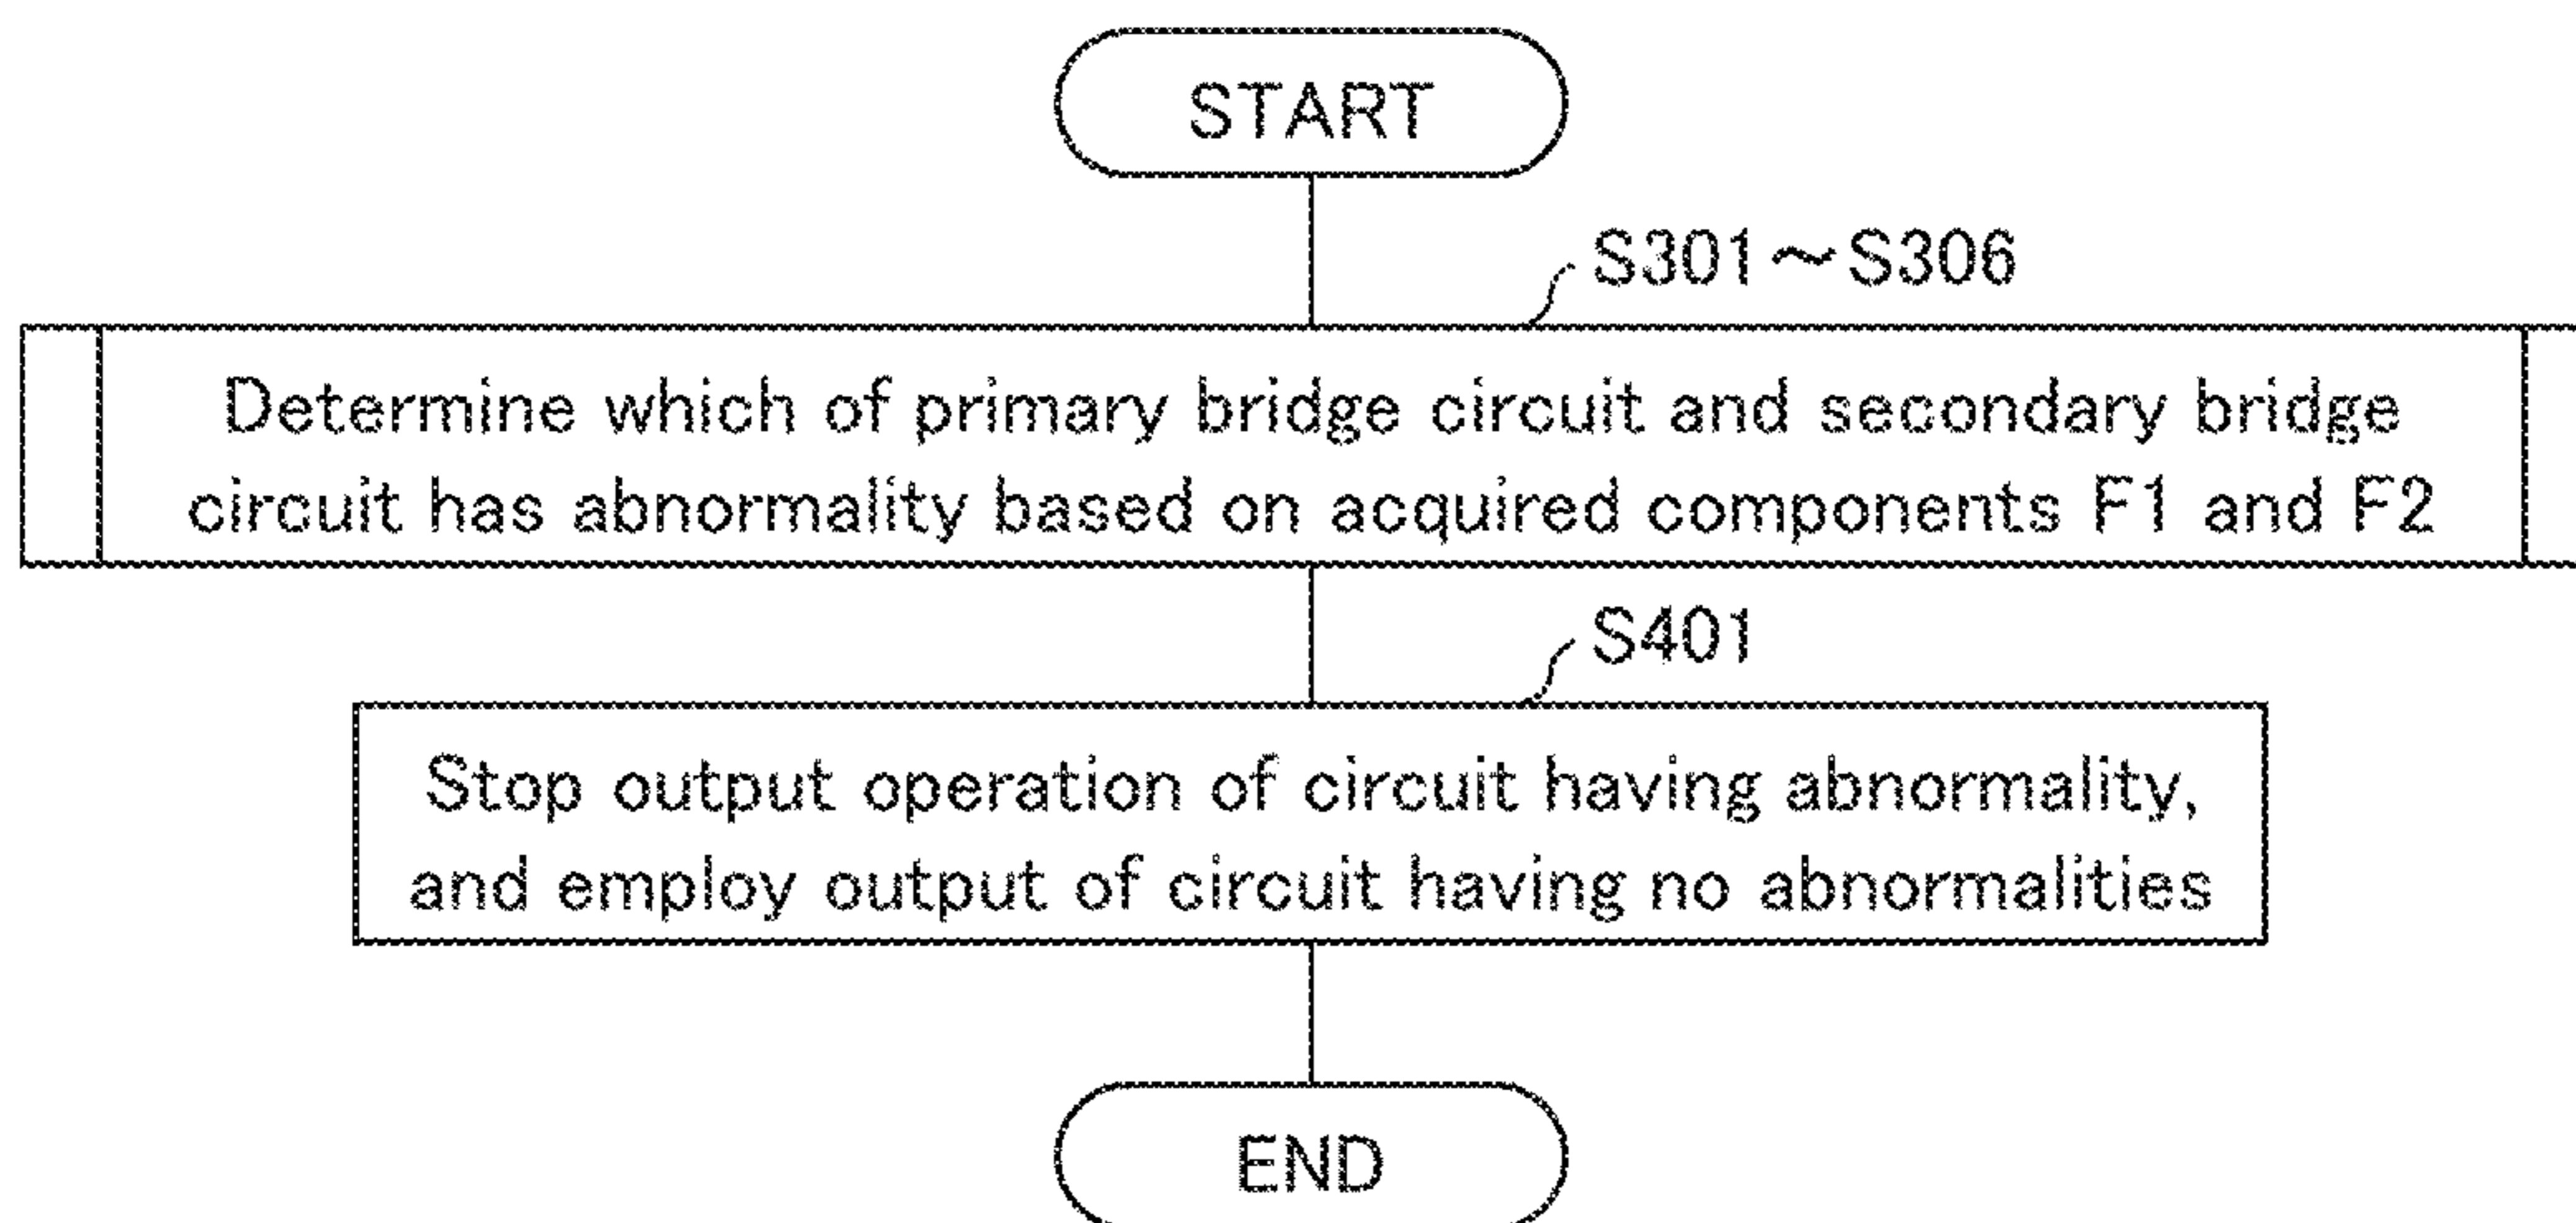 START
S301～S306
Determine which of primary bridge circuit and secondary bridge
circuit has abnormality based on acquired components F1 and F2
S401
Stop output operation of circuit having abnormality,
and employ output of circuit having no abnormalities
END